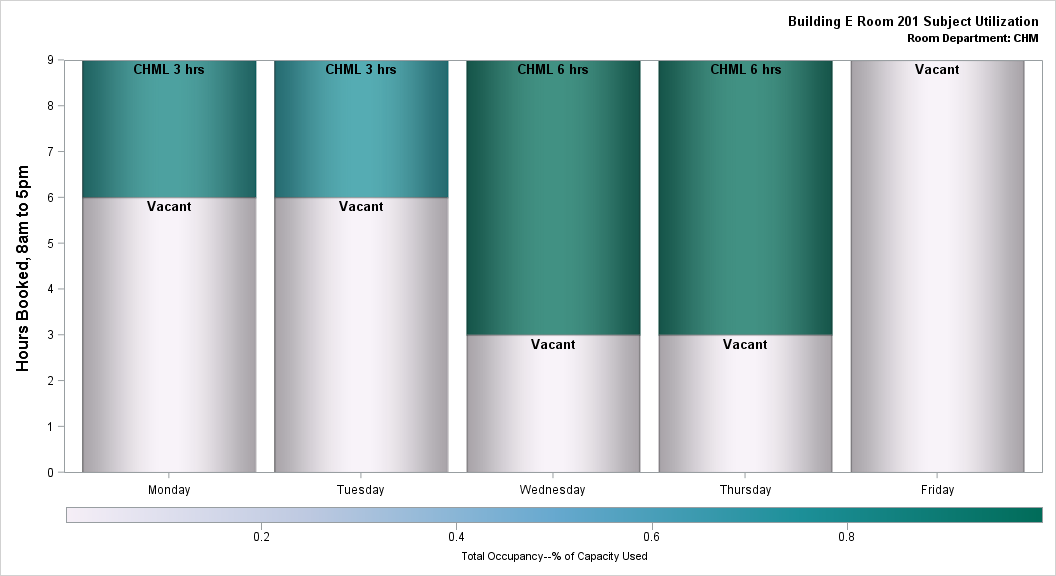 Building E Room 201 Subject Utilization
Room Department: CHM
Hours Booked, 8am to 5pm
9
8
7
6
5
4
3
2
1
0
CHML 3 hrs
CHML 3 hrs
CHML 6 hrs
CHML 6 hrs
Vacant
Vacant
Vacant
Vacant
Vacant
Monday
Tuesday
Wednesday
Thursday
Friday
0.2
0.4
0.6
0.8
Total Occupancy--% of Capacity Used